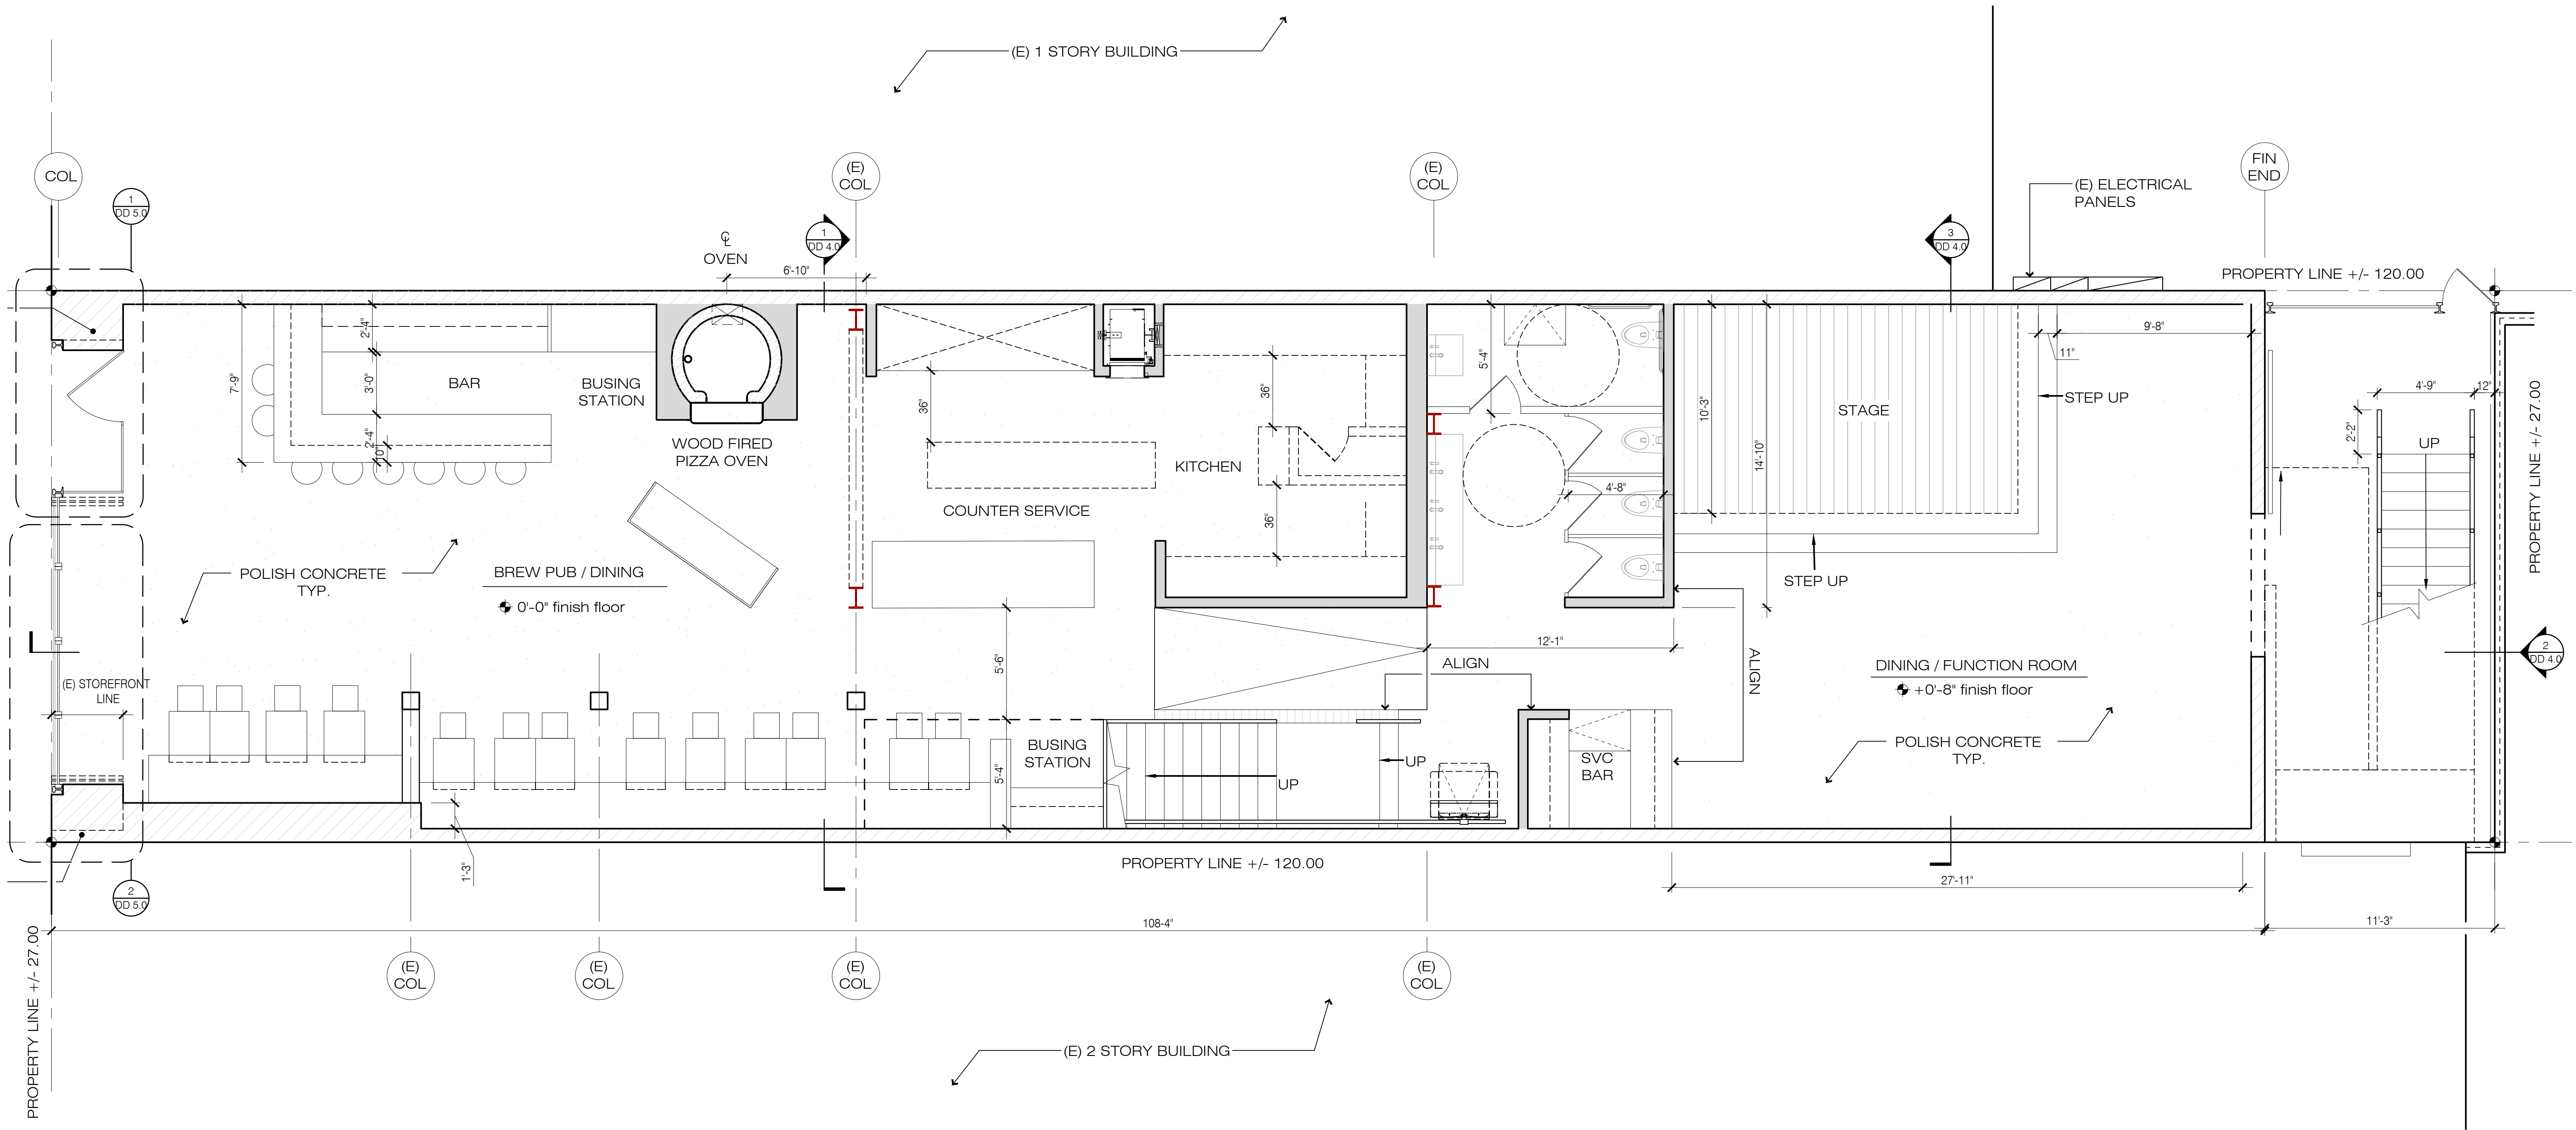 (E) 1 STORY BUILDING
COL
(E)
COL
(E)
COL
FIN
END
1
DD 5.0
(E) ELECTRICAL
PANELS
℄
OVEN
1
DD 4.0
3
DD 4.0
6'-10"
PROPERTY LINE +/- 120.00
2'-4"
7'-9"
3'-0"
BAR
BUSING
STATION
2'-4"
10"
WOOD FIRED
PIZZA OVEN
36"
36"
KITCHEN
36"
COUNTER SERVICE
5'-4"
4'-8"
10'-3"
14'-10"
STAGE
11"
9'-8"
STEP UP
STEP UP
4'-9"
12"
2'-2"
UP
PROPERTY LINE +/- 27.00
POLISH CONCRETE
TYP.
BREW PUB / DINING
0'-0" finish floor
5'-6"
12'-1"
ALIGN
ALIGN
DINING / FUNCTION ROOM
+0'-8" finish floor
2
DD 4.0
(E) STOREFRONT
LINE
BUSING
STATION
5'-4"
UP
UP
SVC
BAR
POLISH CONCRETE
TYP.
1'-3"
PROPERTY LINE +/- 120.00
2
DD 5.0
27'-11"
108-4"
11'-3"
(E)
COL
(E)
COL
(E)
COL
(E)
COL
PROPERTY LINE +/- 27.00
(E) 2 STORY BUILDING